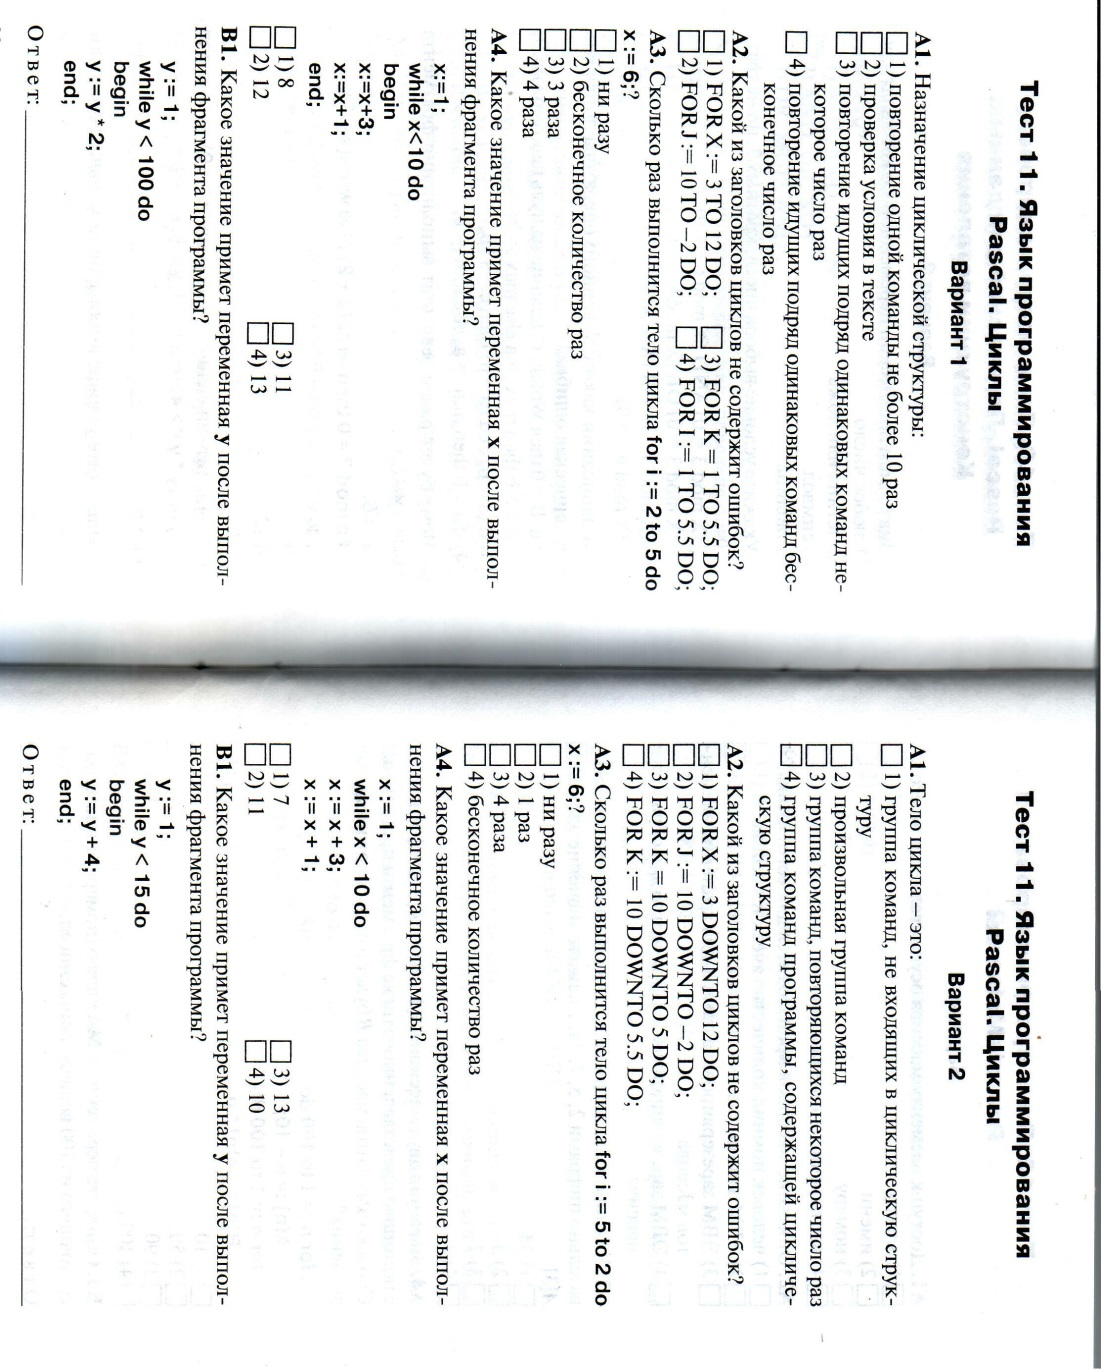 Тест 11. Язык программирования
Pascal. Циклы
Вариант 1
А1. Назначение циклической структуры:
1) повторение одной команды не более 10 раз
2) проверка условия в тексте
3) повторение идущих подряд одинаковых команд не-
которое число раз
4) повторение идущих подряд одинаковых команд бес-
конечное число раз
А2. Какой из заголовков циклов не содержит ошибок?
1) FOR X := 3 TO 12 DO; 3) FOR K = 1 TO 5.5 DO;
2) FOR J := 10 TO –2 DO; 4) FOR I := 1 TO 5.5 DO;
А3. Сколько раз выполнится тело цикла for i := 2 to 5 do
x := 6;?
1) ни разу
2) бесконечное количество раз
3) 3 раза
4) 4 раза
А4. Какое значение примет переменная x после выпол-
нения фрагмента программы?
x:=1;
while x<10 do
begin
x:=x+3;
x:=x+1;
end;
1) 8 3) 11
2) 12 4) 13
В1. Какое значение примет переменная y после выпол-
нения фрагмента программы?
y := 1;
while y < 100 do
begin
y := y * 2;
end;
Ответ:
Тест 11. Язык программирования
Pascal. Циклы
Вариант 2
А1. Тело цикла – это:
1) группа команд, не входящих в циклическую струк-
туру
2) произвольная группа команд
3) группа команд, повторяющихся некоторое число раз
4) группа команд программы, содержащей цикличе-
скую структуру
А2. Какой из заголовков циклов не содержит ошибок?
1) FOR X := 3 DOWNTO 12 DO;
2) FOR J := 10 DOWNTO –2 DO;
3) FOR K = 10 DOWNTO 5 DO;
4) FOR K := 10 DOWNTO 5.5 DO;
А3. Сколько раз выполнится тело цикла for i := 5 to 2 do
x := 6;?
1) ни разу
2) 1 раз
3) 4 раза
4) бесконечное количество раз
А4. Какое значение примет переменная x после выпол-
нения фрагмента программы?
x := 1;
while x < 10 do
x := x + 3;
x := x + 1;
1) 7 3) 13
2) 11 4) 10
В1. Какое значение примет переменная y после выпол-
нения фрагмента программы?
y := 1;
while y < 15 do
begin
y := y + 4;
end;
Ответ: